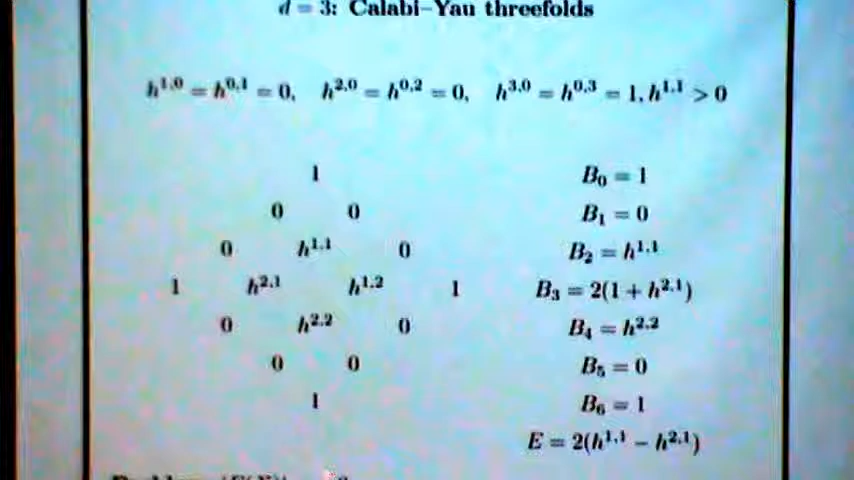 d = 3: Calabi–Yau threefolds
h^{1,0} = h^{0,1} = 0, h^{2,0} = h^{0,2} = 0, h^{3,0} = h^{0,3} = 1, h^{1,1} > 0
1 B_0 = 1
0 0 B_1 = 0
0 h^{1,1} 0 B_2 = h^{1,1}
1 h^{2,1} h^{1,2} 1 B_3 = 2(1 + h^{2,1})
0 h^{2,2} 0 B_4 = h^{2,2}
0 0 B_5 = 0
1 B_6 = 1
E = 2(h^{1,1} − h^{2,1})